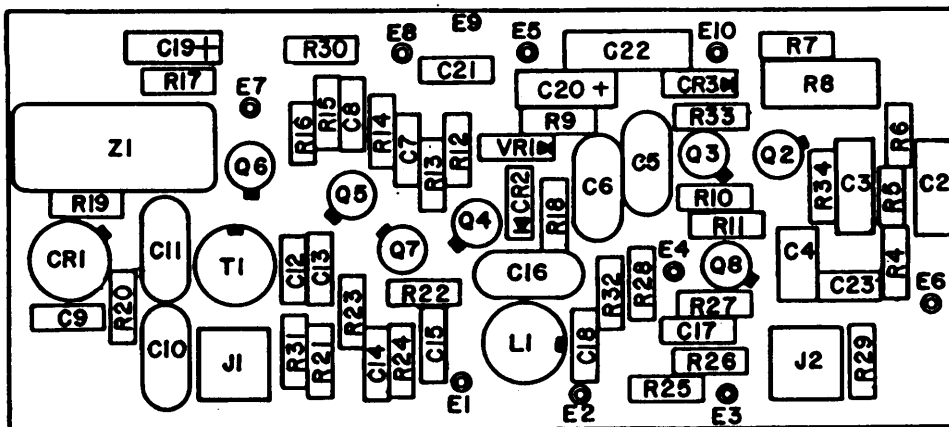 C19+
R30
E8
E9
E5
C22
E10
R7
R17
C21
C20 +
CR3
R8
E7
R16
R15
C8
R14
C7
R13
R12
R9
R33
R6
Z1
Q6
VR1
C6
C5
Q3
Q2
R34
C3
R5
C2
R19
Q5
Q4
CR2
R18
R10
R11
CR1
C11
T1
C12
C13
Q7
C16
R32
R28
E4
Q8
C4
C23
R4
E6
C9
R20
C10
R23
R22
R27
J1
R31
R21
C14
R24
C15
L1
C18
C17
R26
R25
J2
R29
E1
E2
E3